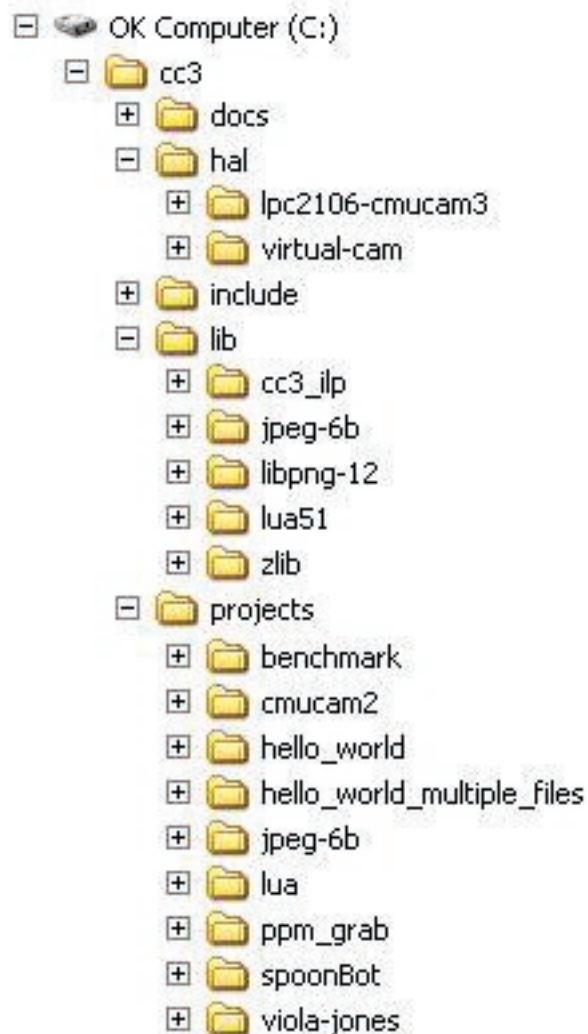 OK Computer (C:)
cc3
docs
hal
lpc2106-cmucam3
virtual-cam
include
lib
cc3_ilp
jpeg-6b
libpng-12
lua51
zlib
projects
benchmark
cmucam2
hello_world
hello_world_multiple_files
jpeg-6b
lua
ppm_grab
spoonBot
viola-jones